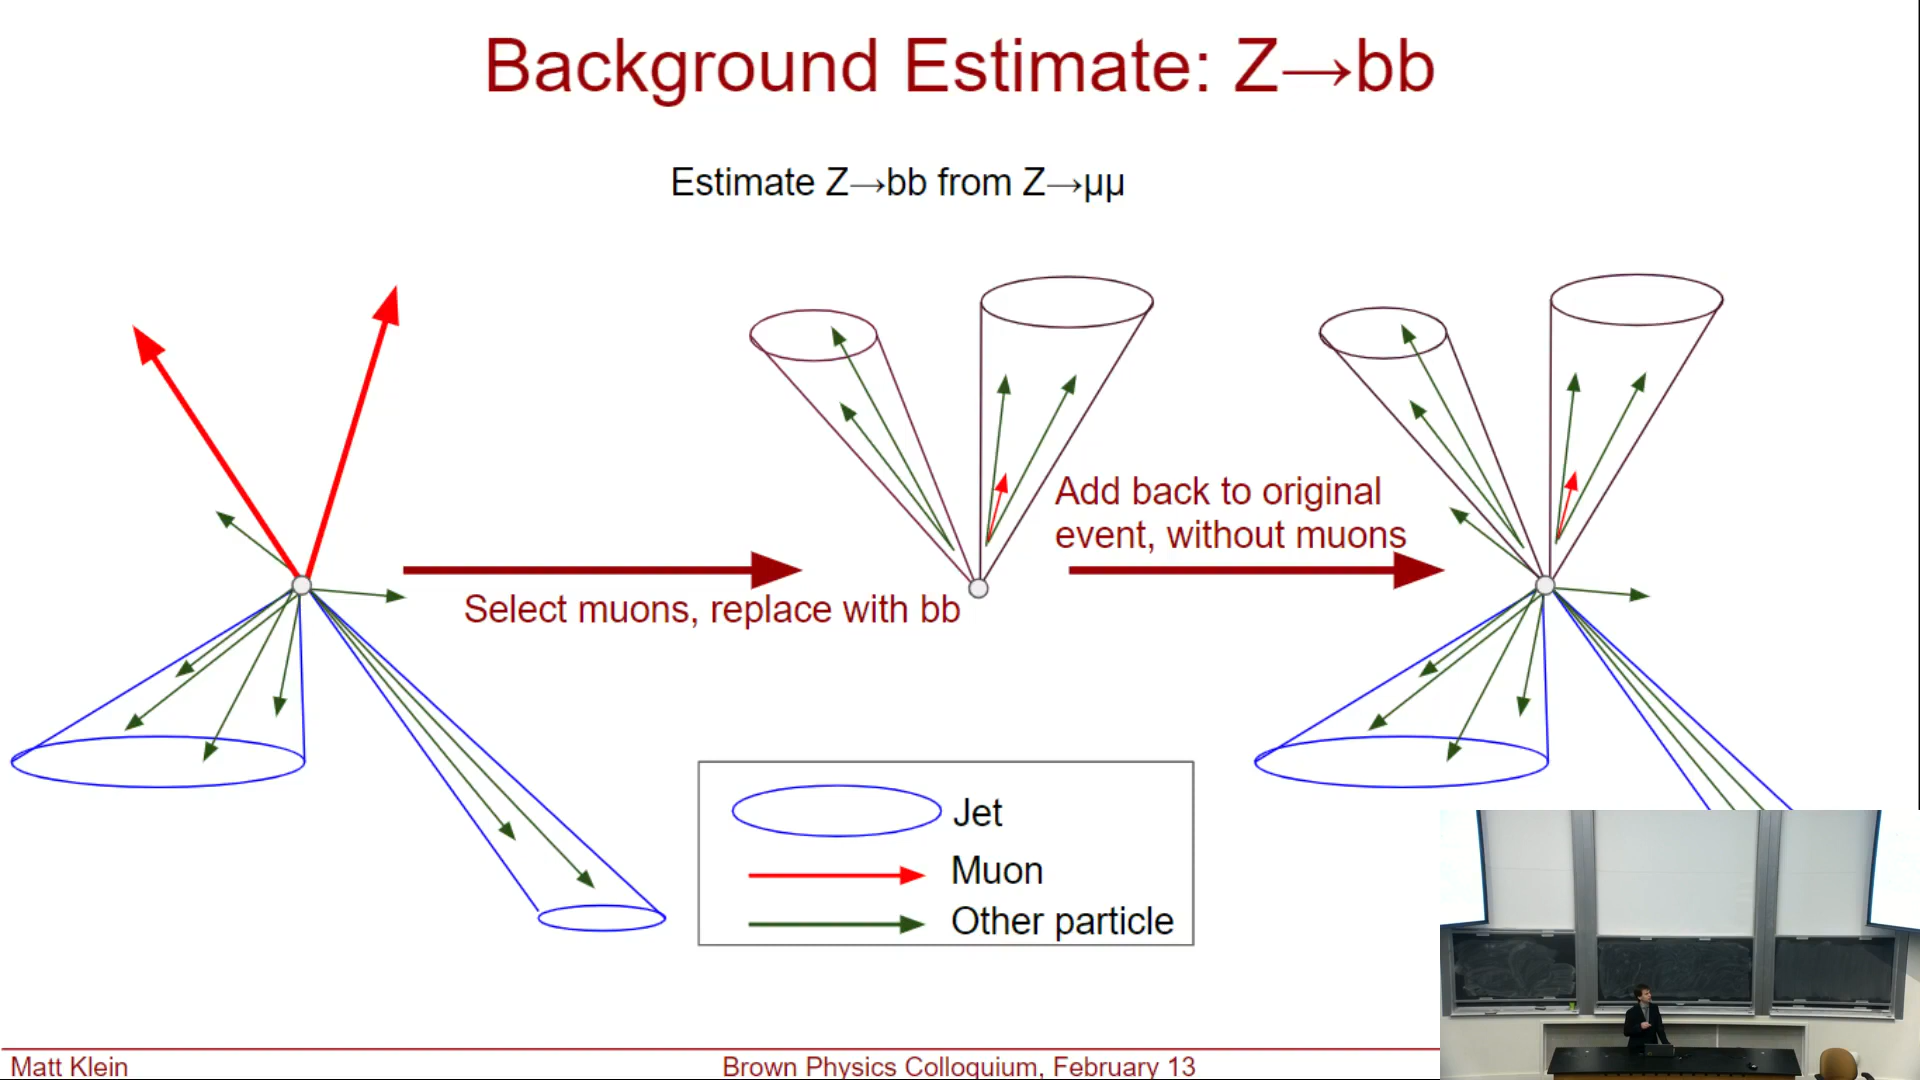 Background Estimate: Z→bb
Estimate Z→bb from Z→μμ
Add back to original
event, without muons
Select muons, replace with bb
Jet
Muon
Other particle
Matt Klein
Brown Physics Colloquium, February 13